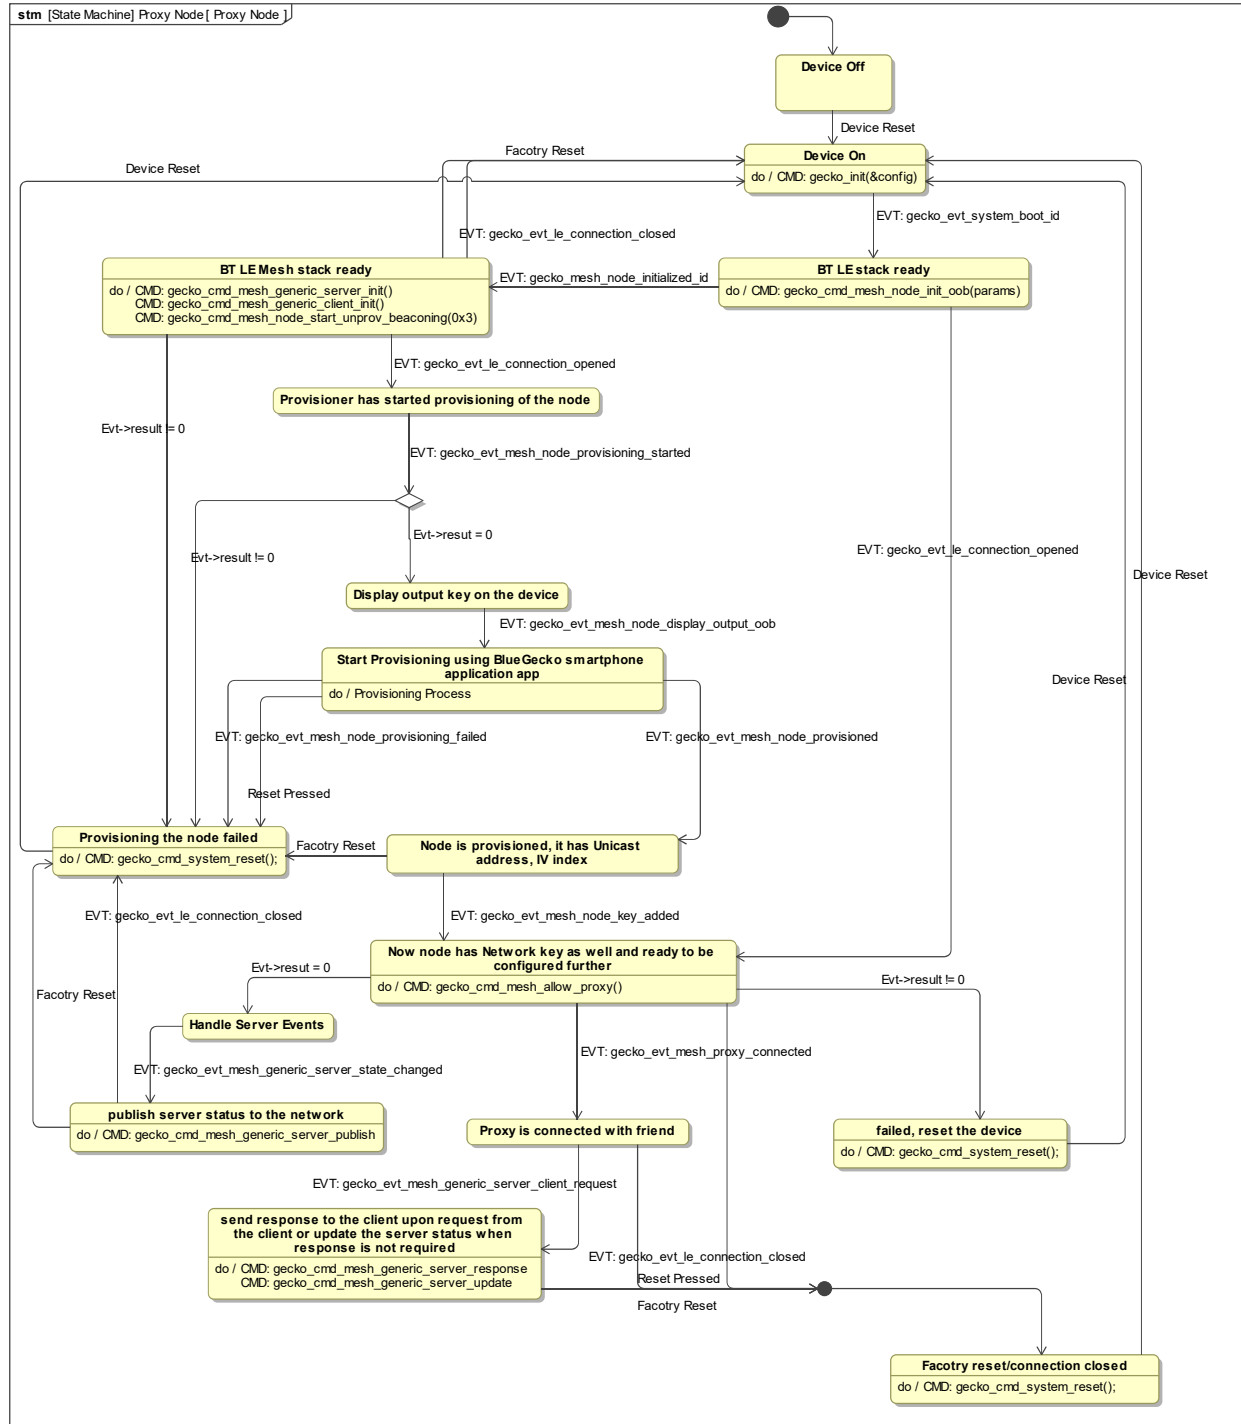 stm [State Machine] Proxy Node [ Proxy Node ]
Device Off
Device Reset
Facotry Reset
Device On
do / CMD: gecko_init(&config)
Device Reset
EVT: gecko_evt_system_boot_id
EVT: gecko_evt_le_connection_closed
BT LE Mesh stack ready
do / CMD: gecko_cmd_mesh_generic_server_init()
CMD: gecko_cmd_mesh_generic_client_init()
CMD: gecko_cmd_mesh_node_start_unprov_beaconing(0x3)
EVT: gecko_mesh_node_initialized_id
BT LE stack ready
do / CMD: gecko_cmd_mesh_node_init_oob(params)
EVT: gecko_evt_le_connection_opened
Provisioner has started provisioning of the node
Evt->result != 0
EVT: gecko_evt_mesh_node_provisioning_started
Evt->resut = 0
Evt->result != 0
EVT: gecko_evt_le_connection_opened
Device Reset
Display output key on the device
EVT: gecko_evt_mesh_node_display_output_oob
Start Provisioning using BlueGecko smartphone
application app
do / Provisioning Process
Device Reset
EVT: gecko_evt_mesh_node_provisioning_failed
EVT: gecko_evt_mesh_node_provisioned
Reset Pressed
Provisioning the node failed
do / CMD: gecko_cmd_system_reset();
Facotry Reset
Node is provisioned, it has Unicast
address, IV index
EVT: gecko_evt_le_connection_closed
EVT: gecko_evt_mesh_node_key_added
Now node has Network key as well and ready to be
configured further
do / CMD: gecko_cmd_mesh_allow_proxy()
Evt->resut = 0
Evt->result != 0
Facotry Reset
Handle Server Events
EVT: gecko_evt_mesh_proxy_connected
EVT: gecko_evt_mesh_generic_server_state_changed
publish server status to the network
do / CMD: gecko_cmd_mesh_generic_server_publish
Proxy is connected with friend
failed, reset the device
do / CMD: gecko_cmd_system_reset();
EVT: gecko_evt_mesh_generic_server_client_request
send response to the client upon request from
the client or update the server status when
response is not required
do / CMD: gecko_cmd_mesh_generic_server_response
CMD: gecko_cmd_mesh_generic_server_update
EVT: gecko_evt_le_connection_closed
Reset Pressed
Facotry Reset
Facotry reset/connection closed
do / CMD: gecko_cmd_system_reset();